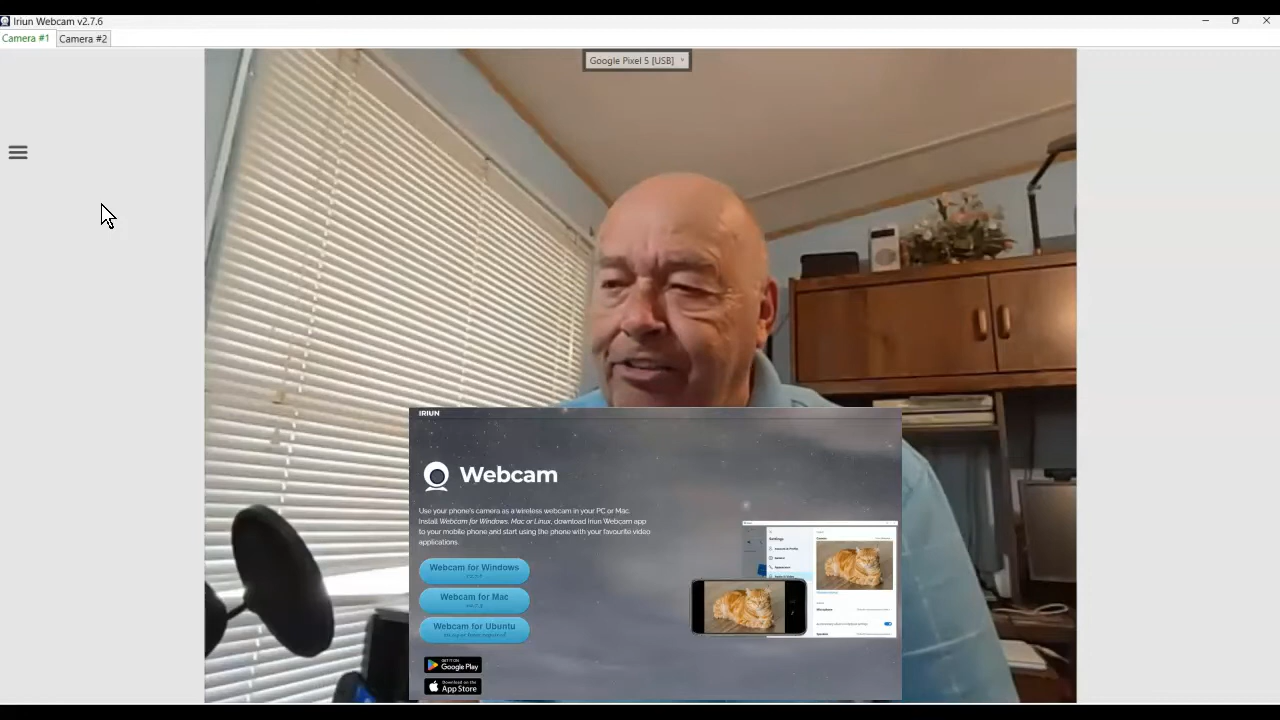 Iriun Webcam v2.7.6
Camera #1 Camera #2
Google Pixel 5 [USB]
IRIUN
Webcam
Use your phone's camera as a wireless webcam in your PC or Mac.
Install Webcam for Windows, Mac or Linux, download Iriun Webcam app
to your mobile phone and start using the phone with your favourite video
applications.
Webcam for Windows
Webcam for Mac
Webcam for Ubuntu
GET IT ON
Google Play
Download on the
App Store
Settings